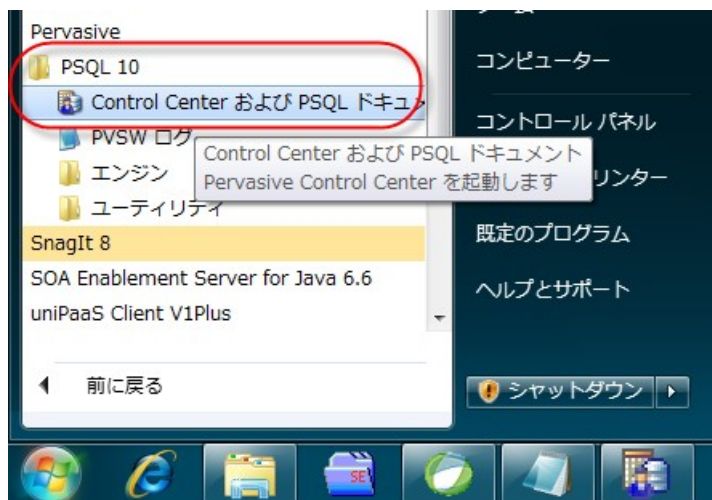 Pervasive
PSQL 10
Control Center および PSQL ドキュ
PVSW ログ
エンジン
ユーティリティ
Control Center および PSQL ドキュメント
Pervasive Control Center を起動します
SnagIt 8
SOA Enablement Server for Java 6.6
uniPaaS Client V1Plus
前に戻る
コンピューター
コントロール パネル
リンター
既定のプログラム
ヘルプとサポート
シャットダウン
SE